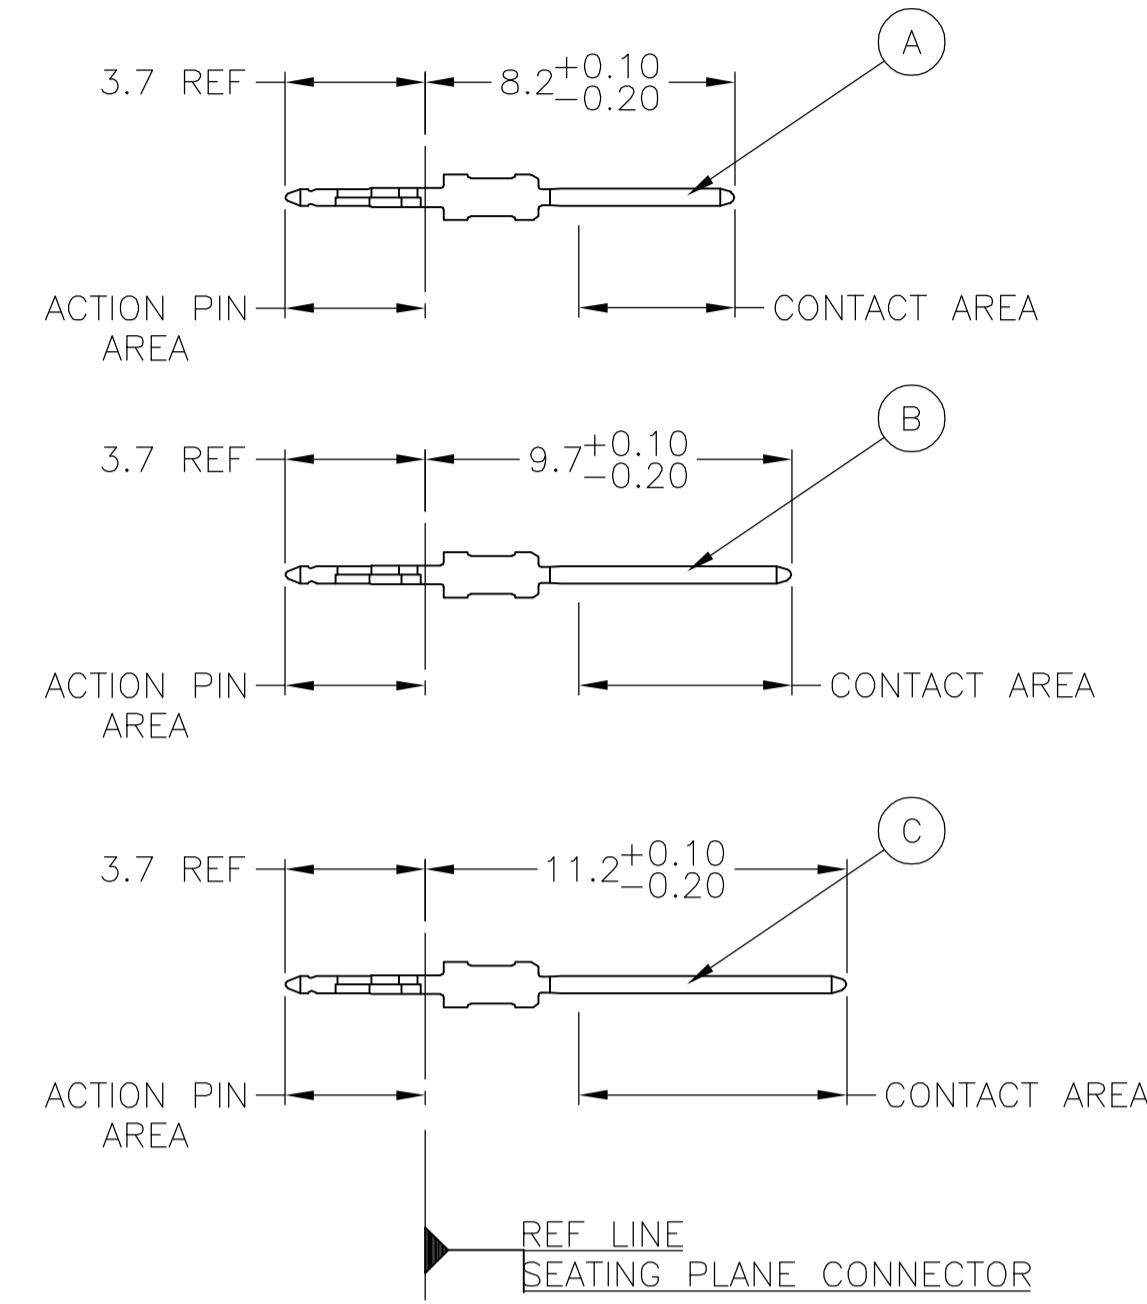 A
3.7 REF
8.2 +0.10
-0.20
ACTION PIN
AREA
CONTACT AREA
B
3.7 REF
9.7 +0.10
-0.20
ACTION PIN
AREA
CONTACT AREA
C
3.7 REF
11.2 +0.10
-0.20
ACTION PIN
AREA
CONTACT AREA
REF LINE
SEATING PLANE CONNECTOR